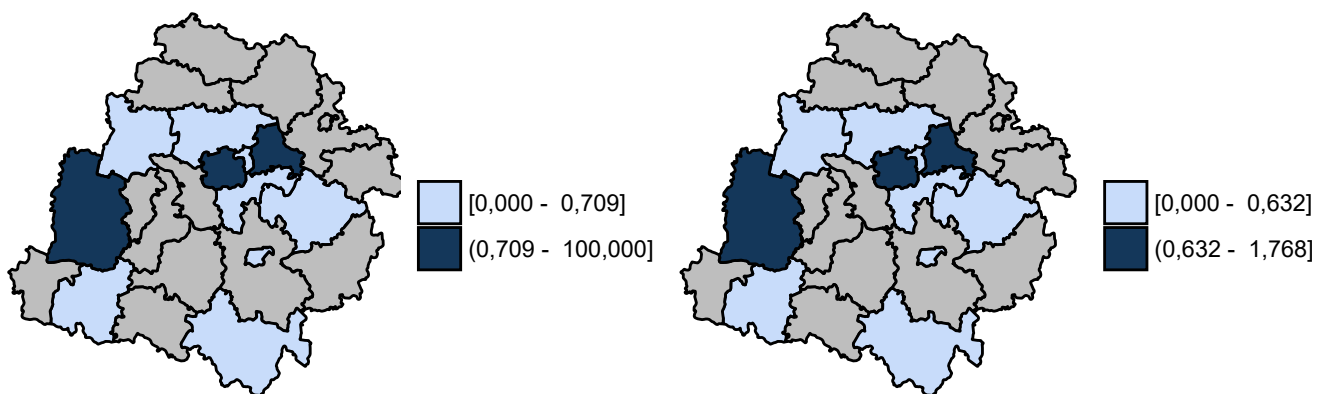 [0,000 -  0,709]
(0,709 -  100,000]
[0,000 -  0,632]
(0,632 -  1,768]